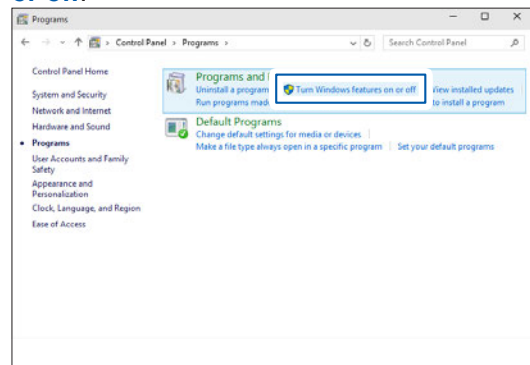 Programs
Control Panel > Programs >
Search Control Panel
Control Panel Home
System and Security
Network and Internet
Hardware and Sound
Programs
User Accounts and Family
Safety
Appearance and
Personalization
Clock, Language, and Region
Ease of Access
Programs and
Uninstall a program
Turn Windows features on or off
View installed updates
Run programs mad
to install a program
Default Programs
Change default settings for media or devices
Make a file type always open in a specific program
Set your default programs